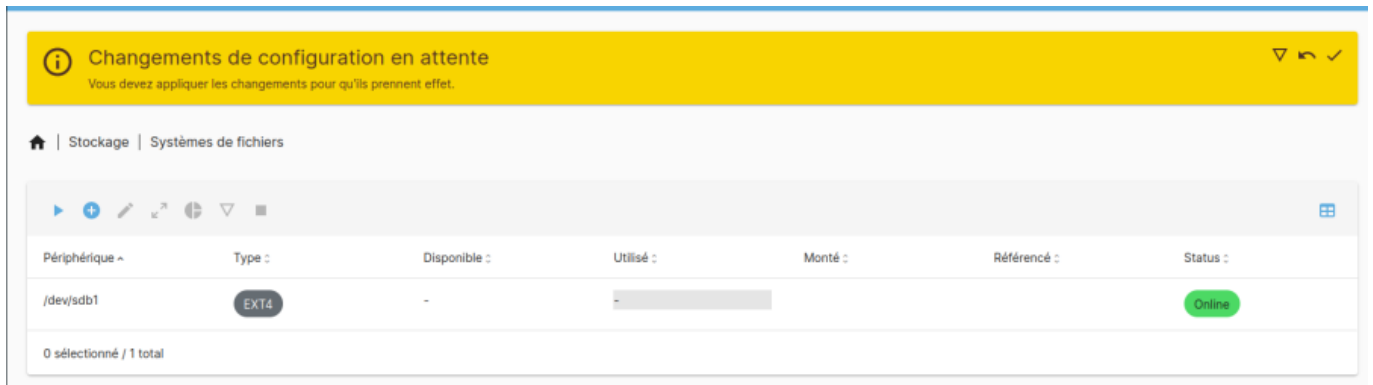 Changements de configuration en attente
Vous devez appliquer les changements pour qu'ils prennent effet.
| Stockage | Systèmes de fichiers
Périphérique Type Disponible Utilisé Monté Référencé Status
/dev/sdb1 EXT4 - - Online
0 sélectionné / 1 total